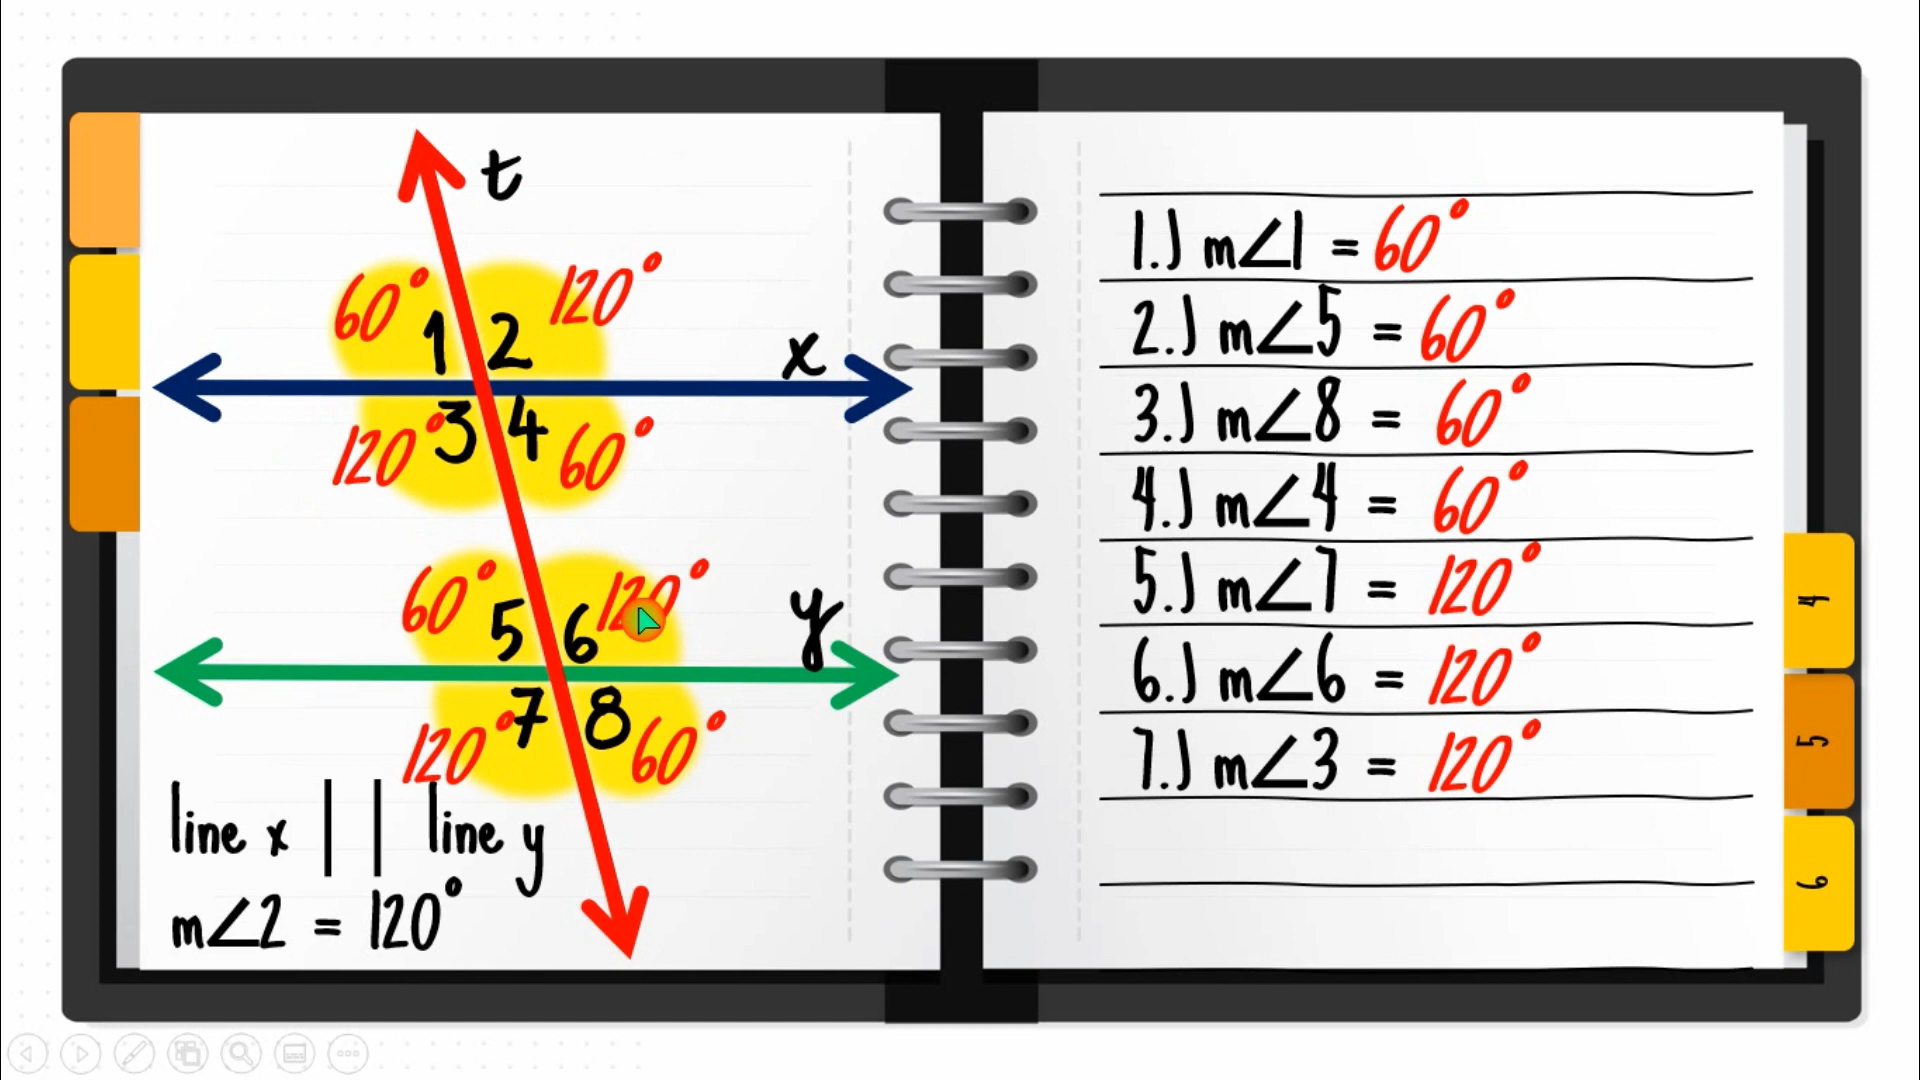 t
60° 1 2 120°
x
120° 3 4 60°
60° 5 6 120°
y
120° 7 8 60°
line x || line y
m∠2 = 120°
1.) m∠1 = 60°
2.) m∠5 = 60°
3.) m∠8 = 60°
4.) m∠4 = 60°
5.) m∠7 = 120°
6.) m∠6 = 120°
7.) m∠3 = 120°
4
5
6